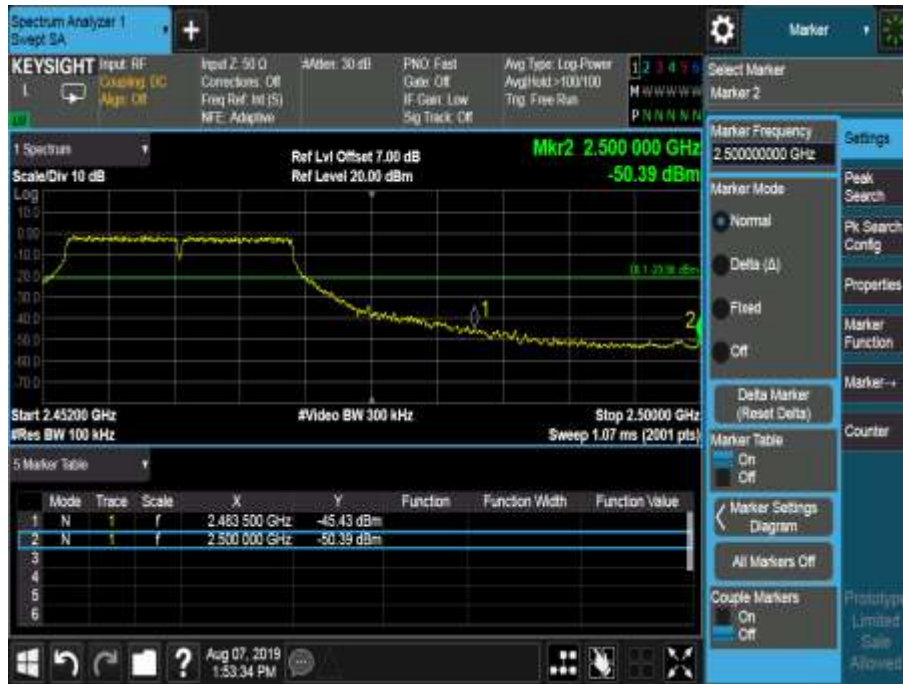 Spectrum Analyzer 1
Swept SA
+
Marker
KEYSIGHT Input: RF
Coupling: DC
Align: Off
L
Input Z: 50 Ω
Corrections: Off
Freq Ref: Int (S)
NFE: Adaptive
#Atten: 30 dB
PNO: Fast
Gate: Off
IF Gain: Low
Sig Track: Off
Avg Type: Log-Power
Avg|Hold:>100/100
Trig: Free Run
1 2 3 4 5 6
M W W W W W
P N N N N N
Select Marker
Marker 2
1 Spectrum
Scale/Div 10 dB
Ref Lvl Offset 7.00 dB
Ref Level 20.00 dBm
Mkr2 2.500 000 GHz
-50.39 dBm
Log
10.0
0.00
-10.0
-20.0
-30.0
-40.0
-50.0
-60.0
-70.0
1
2
Start 2.45200 GHz
#Res BW 100 kHz
#Video BW 300 kHz
Stop 2.50000 GHz
Sweep 1.07 ms (2001 pts)
5 Marker Table
Mode Trace Scale X Y Function Function Width Function Value
1 N 1 f 2.483 500 GHz -45.43 dBm
2 N 1 f 2.500 000 GHz -50.39 dBm
3
4
5
6
Marker Frequency
2.500000000 GHz
Marker Mode
Normal
Delta (Δ)
Fixed
Off
Delta Marker
(Reset Delta)
Marker Table
On
Off
Marker Settings
Diagram
All Markers Off
Couple Markers
On
Off
Settings
Peak
Search
Pk Search
Config
Properties
Marker
Function
Marker→
Counter
Prototype
Limited
Sale
Allowed
?
Aug 07, 2019
1:53:34 PM